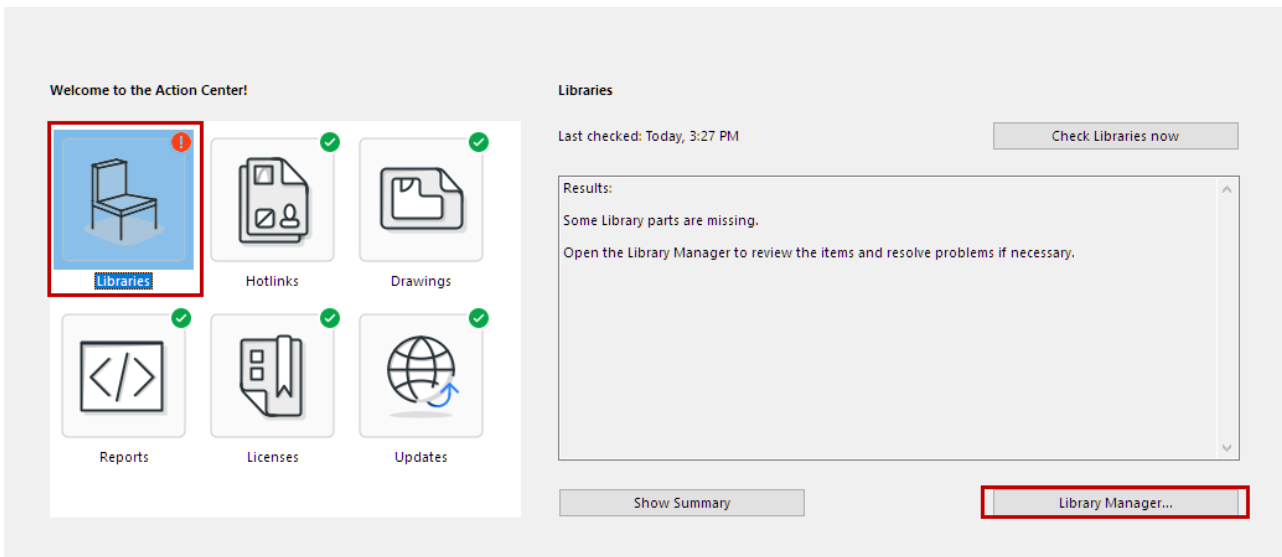 Welcome to the Action Center!
Libraries
Hotlinks
Drawings
Reports
Licenses
Updates
Libraries
Last checked: Today, 3:27 PM
Check Libraries now
Results:
Some Library parts are missing.
Open the Library Manager to review the items and resolve problems if necessary.
Show Summary
Library Manager...